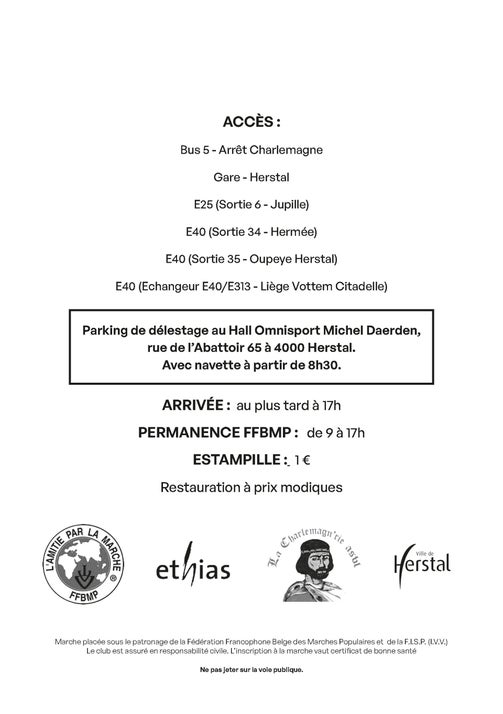 ACCÈS :
Bus 5 - Arrêt Charlemagne
Gare - Herstal
E25 (Sortie 6 - Jupille)
E40 (Sortie 34 - Hermée)
E40 (Sortie 35 - Oupeye Herstal)
E40 (Echangeur E40/E313 - Liège Vottem Citadelle)
Parking de délestage au Hall Omnisport Michel Daerden,
rue de l’Abattoir 65 à 4000 Herstal.
Avec navette à partir de 8h30.
ARRIVÉE : au plus tard à 17h
PERMANENCE FFBMP : de 9 à 17h
ESTAMPILLE : 1 €
Restauration à prix modiques
L'AMITIE PAR LA MARCHE
®
FFBMP
ethias
La Charlemagn'rie asbl
Ville de
Herstal
Marche placée sous le patronage de la Fédération Francophone Belge des Marches Populaires et de la F.I.S.P. (I.V.V.)
Le club est assuré en responsabilité civile. L’inscription à la marche vaut certificat de bonne santé
Ne pas jeter sur la voie publique.